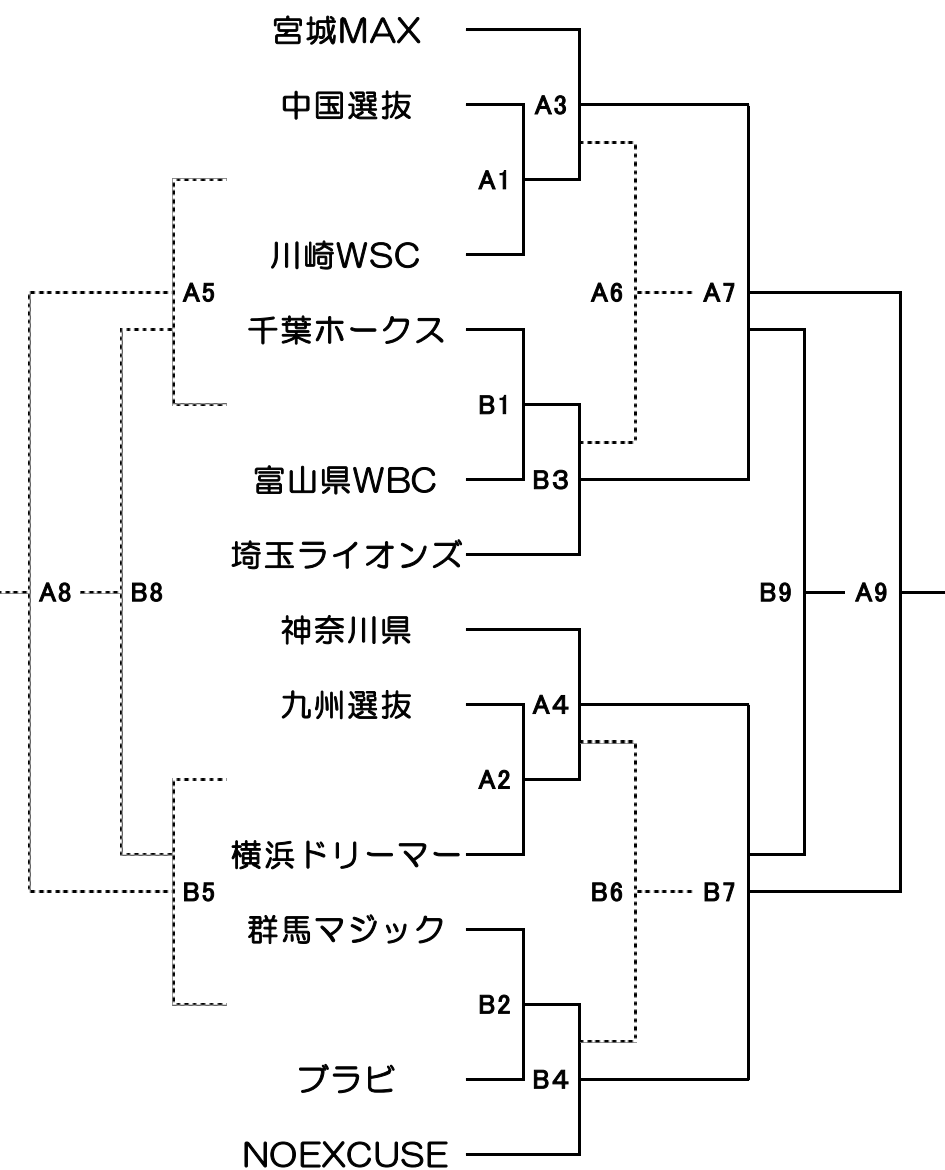 宮城MAX
中国選抜
A3
A1
川崎WSC
A5
A6
A7
千葉ホークス
B1
富山県WBC
B3
埼玉ライオンズ
A8
B8
B9
A9
神奈川県
九州選抜
A4
A2
横浜ドリーマー
B5
B6
B7
群馬マジック
B2
ブラビ
B4
NOEXCUSE